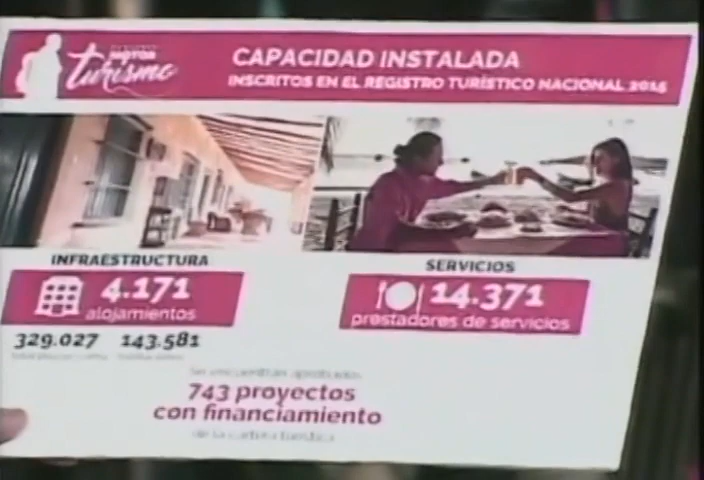 MOTOR
turismo
CAPACIDAD INSTALADA
INSCRITOS EN EL REGISTRO TURÍSTICO NACIONAL 2016
INFRAESTRUCTURA
4.171
alojamientos
329.027 143.581
SERVICIOS
14.371
prestadores de servicios
743 proyectos
con financiamiento
de la cartera turística